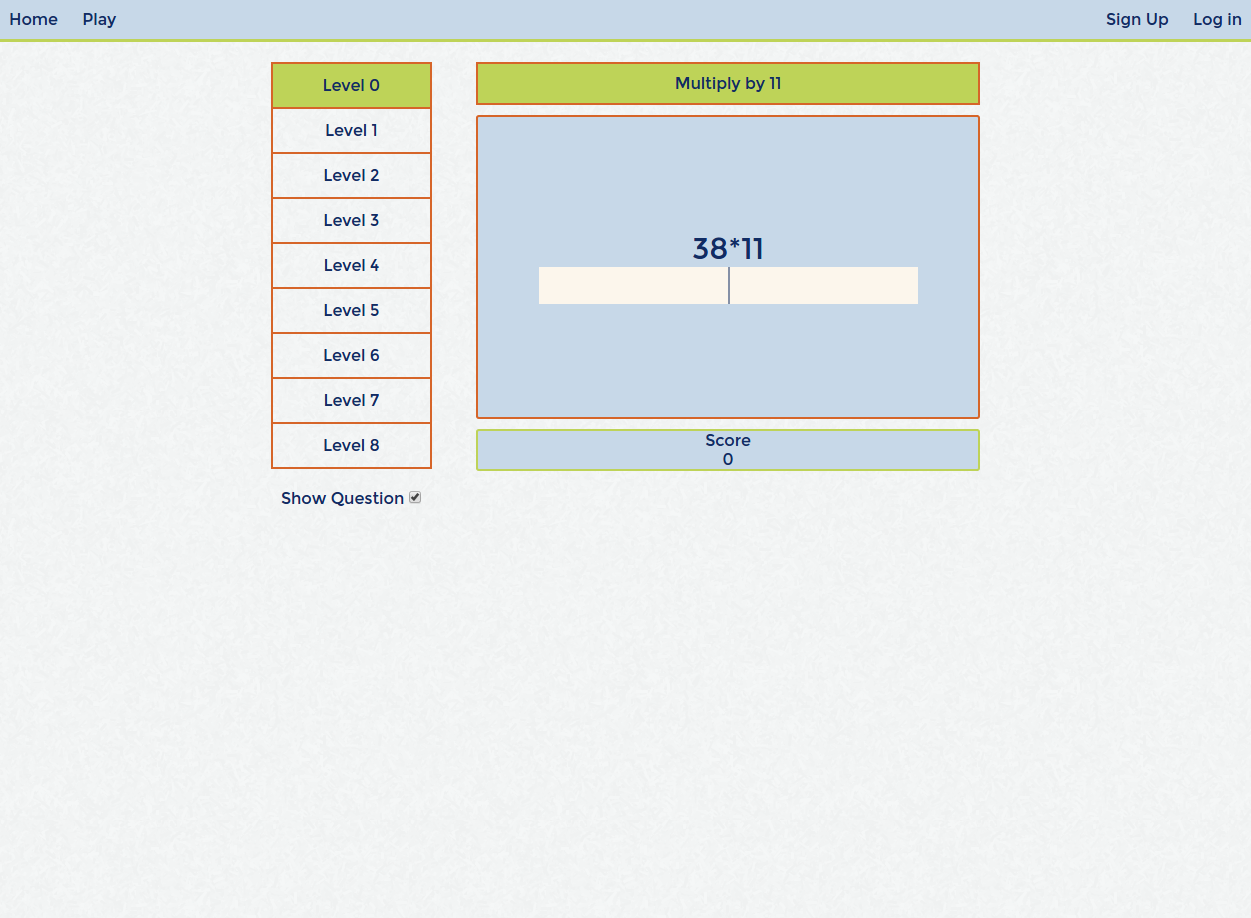 Home Play Sign Up Log in
Level 0
Level 1
Level 2
Level 3
Level 4
Level 5
Level 6
Level 7
Level 8
Show Question
Multiply by 11
38*11
Score
0